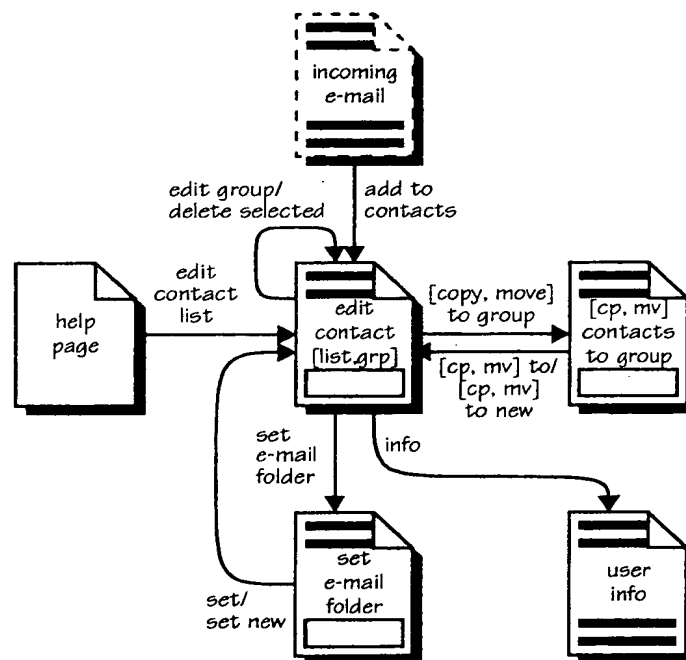 incoming
e-mail
edit group/
delete selected
add to
contacts
edit
contact
list
help
page
edit
contact
[list,grp]
[copy, move]
to group
[cp, mv]
contacts
to group
[cp, mv] to/
[cp, mv]
to new
set
e-mail
folder
info
set/
set new
set
e-mail
folder
user
info